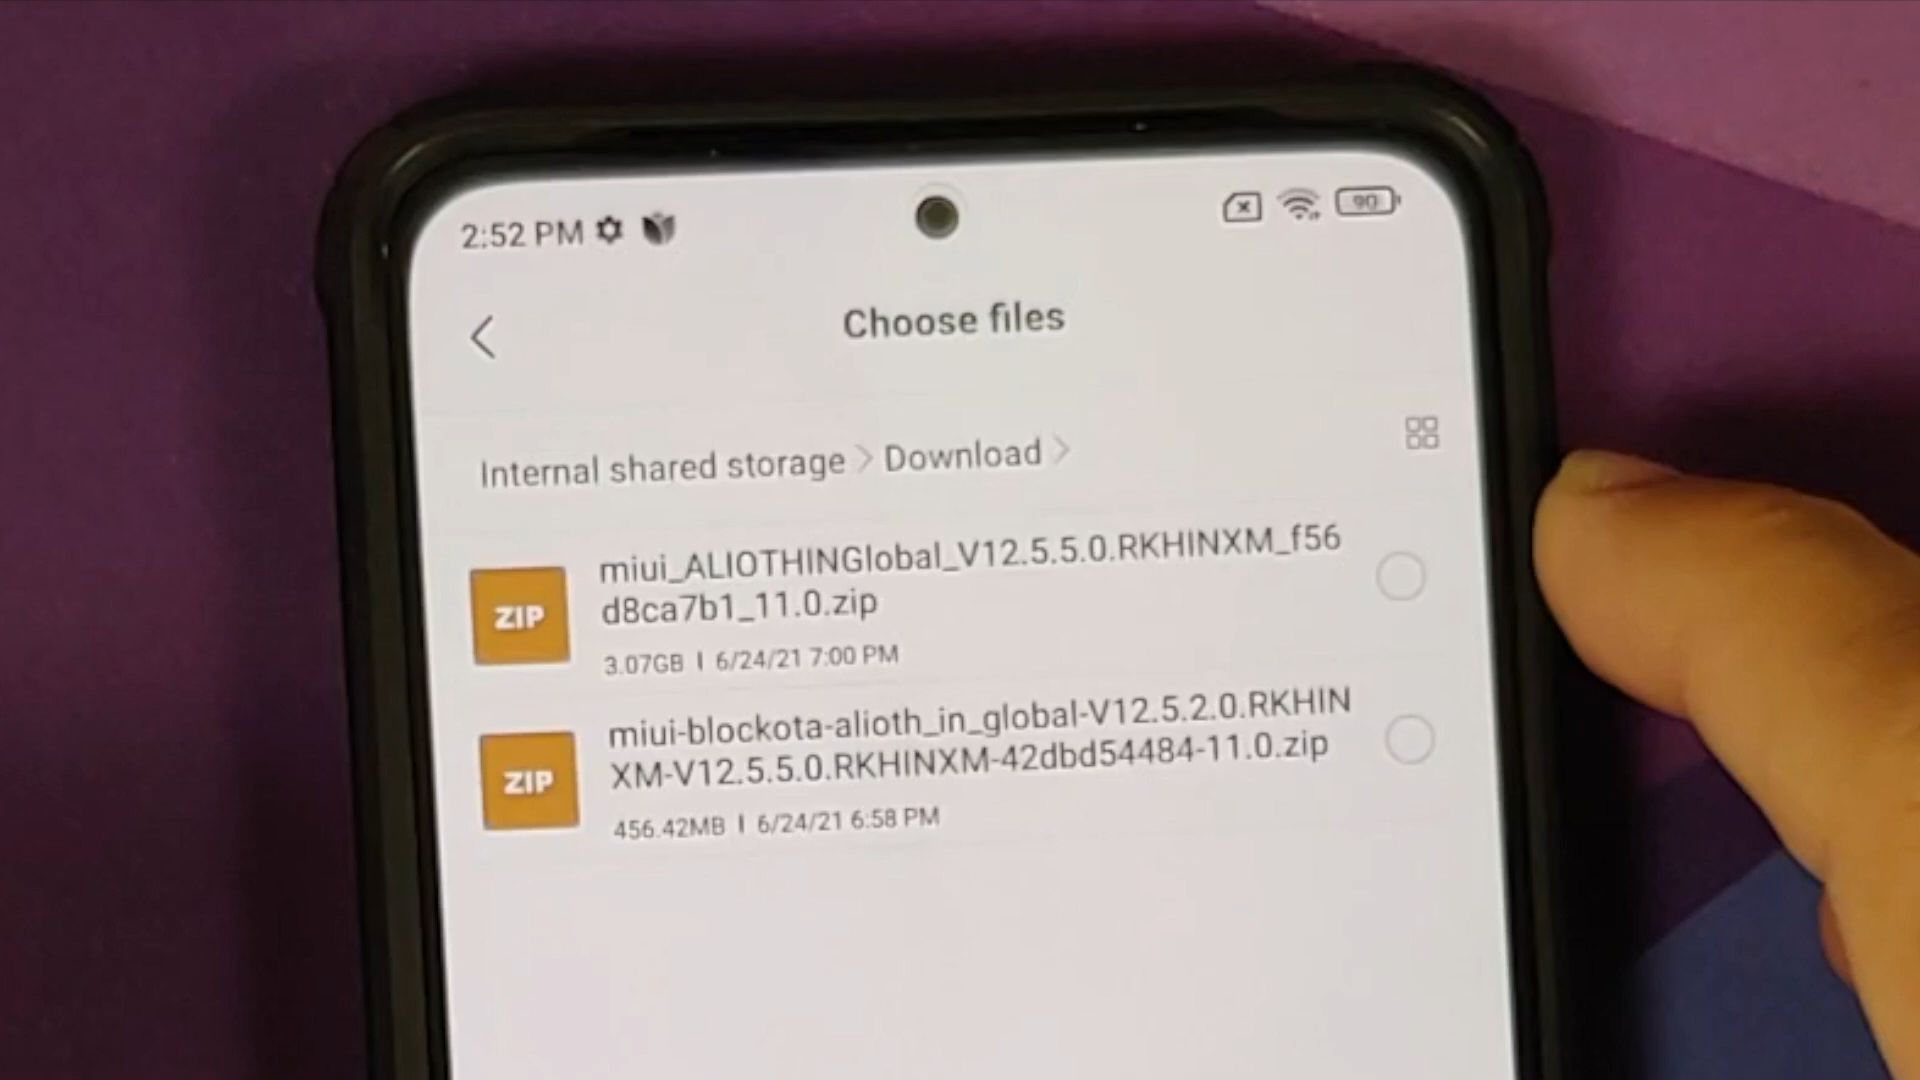 2:52 PM
90
Choose files
Internal shared storage > Download >
ZIP
miui_ALIOTHINGlobal_V12.5.5.0.RKHINXM_f56
d8ca7b1_11.0.zip
3.07GB | 6/24/21 7:00 PM
ZIP
miui-blockota-alioth_in_global-V12.5.2.0.RKHIN
XM-V12.5.5.0.RKHINXM-42dbd54484-11.0.zip
456.42MB | 6/24/21 6:58 PM